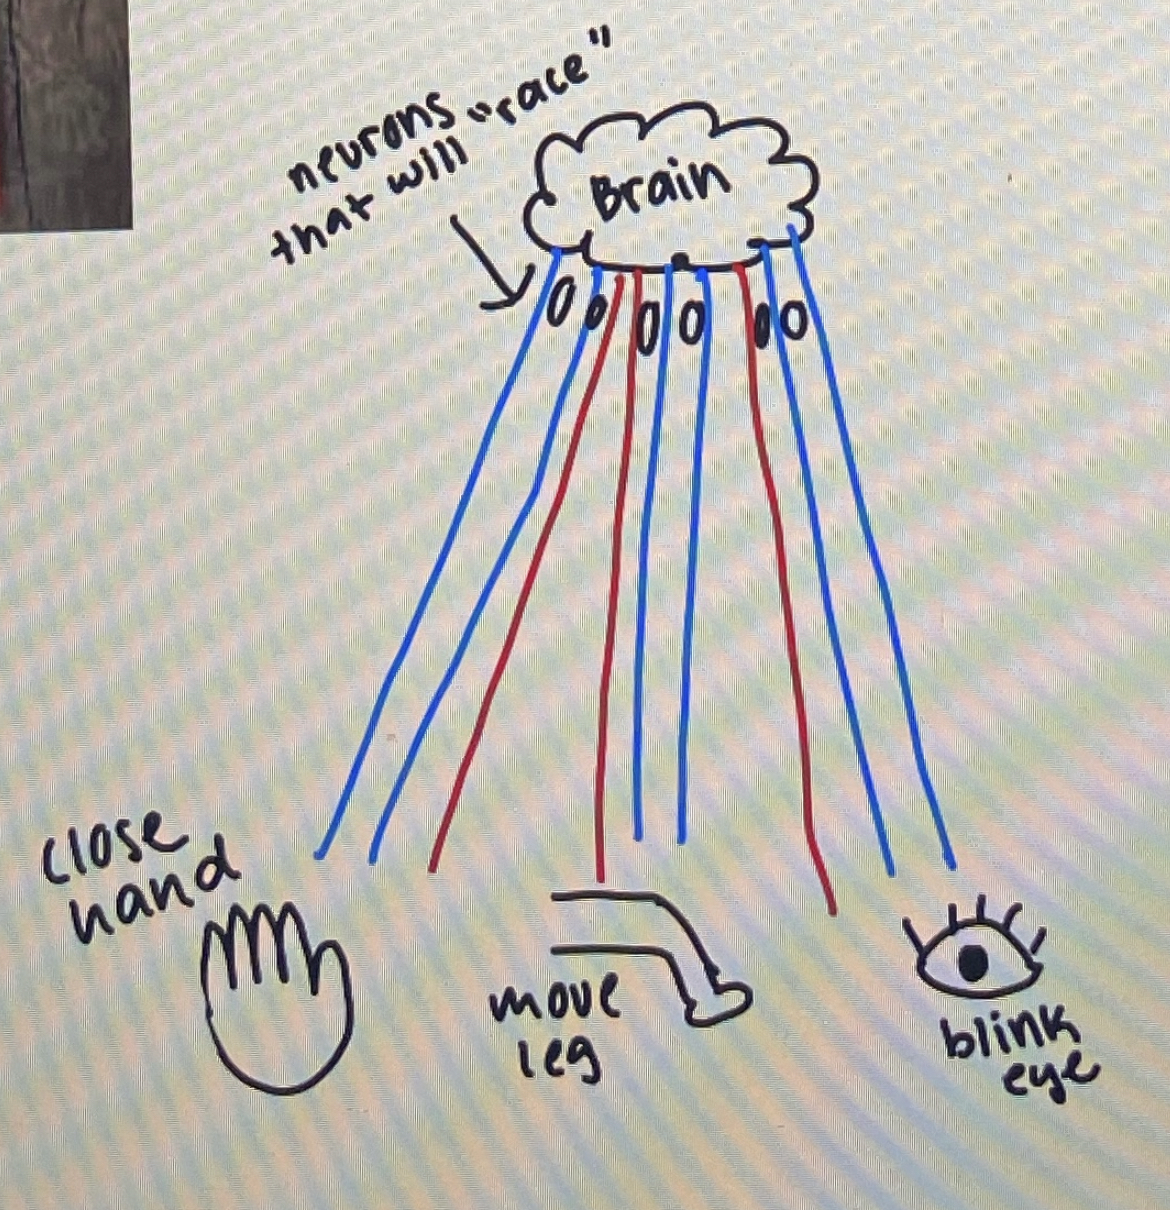 neurons "race"
that will
Brain
close
hand
move
leg
blink
eye